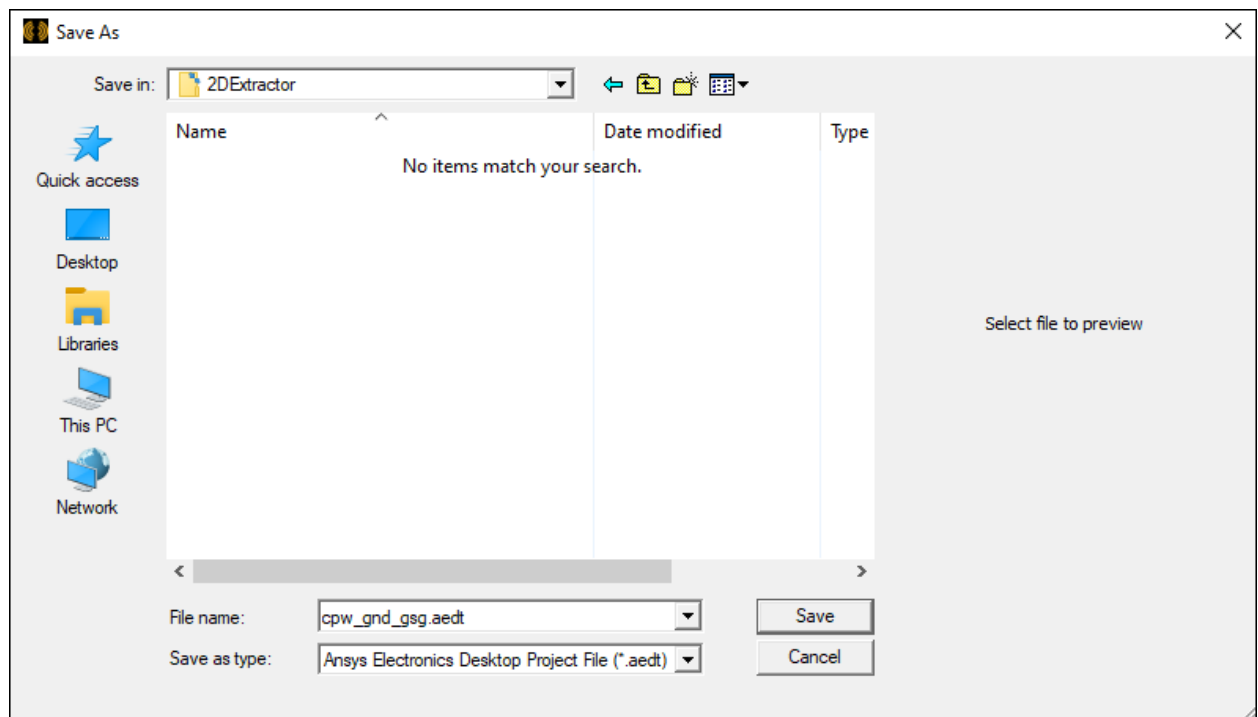 Save As
Save in: 2DExtractor
Name Date modified Type
No items match your search.
Quick access
Desktop
Libraries
This PC
Network
Select file to preview
File name: cpw_gnd_gsg.aedt Save
Save as type: Ansys Electronics Desktop Project File (*.aedt) Cancel